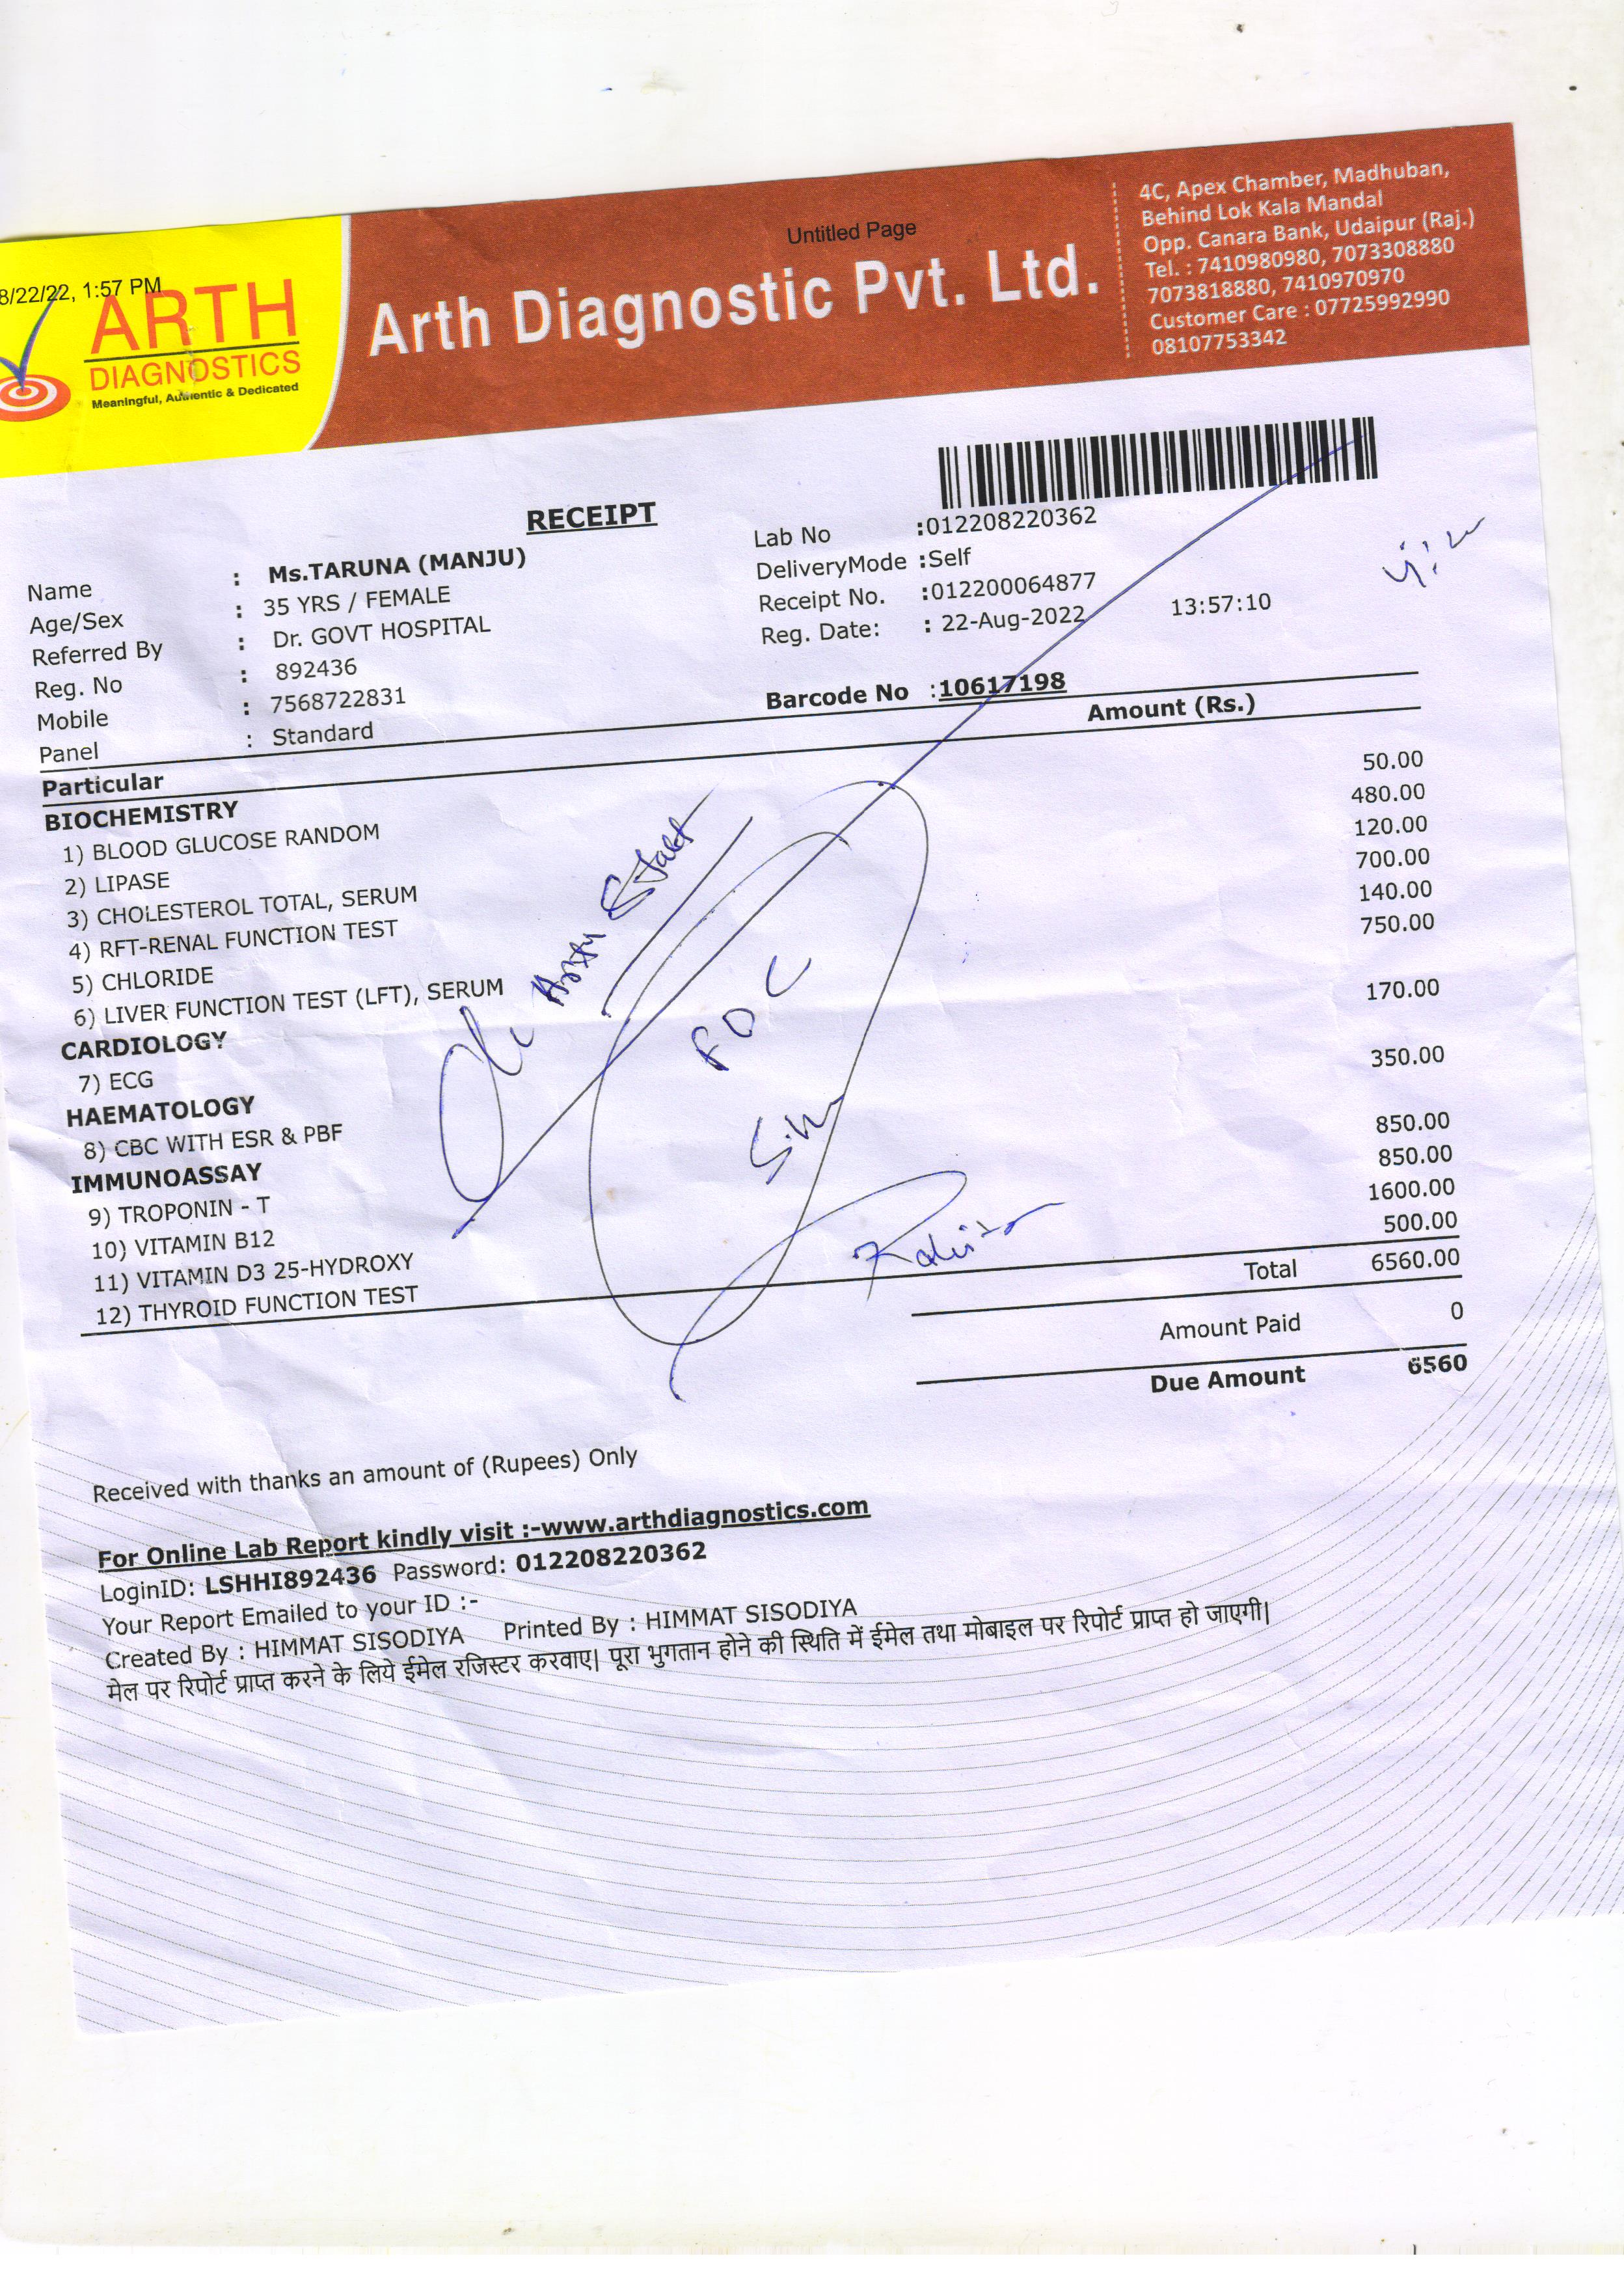 Untitled Page
8/22/22, 1:57 PM
ARTH
DIAGNOSTICS
Meaningful, Authentic & Dedicated
Arth Diagnostic Pvt. Ltd.
4C, Apex Chamber, Madhuban,
Behind Lok Kala Mandal
Opp. Canara Bank, Udaipur (Raj.)
Tel. : 7410980980, 7073308880
7073818880, 7410970970
Customer Care : 07725992990
08107753342
RECEIPT
Name : Ms.TARUNA (MANJU)
Age/Sex : 35 YRS / FEMALE
Referred By : Dr. GOVT HOSPITAL
Reg. No : 892436
Mobile : 7568722831
Panel : Standard
Lab No :012208220362
DeliveryMode :Self
Receipt No. :012200064877
Reg. Date: : 22-Aug-2022 13:57:10
Barcode No :10617198
Particular Amount (Rs.)
BIOCHEMISTRY
1) BLOOD GLUCOSE RANDOM 50.00
2) LIPASE 480.00
3) CHOLESTEROL TOTAL, SERUM 120.00
4) RFT-RENAL FUNCTION TEST 700.00
5) CHLORIDE 140.00
6) LIVER FUNCTION TEST (LFT), SERUM 750.00
CARDIOLOGY
7) ECG 170.00
HAEMATOLOGY
8) CBC WITH ESR & PBF 350.00
IMMUNOASSAY
9) TROPONIN - T 850.00
10) VITAMIN B12 850.00
11) VITAMIN D3 25-HYDROXY 1600.00
12) THYROID FUNCTION TEST 500.00
Staff
FOC
Total 6560.00
Amount Paid 0
Due Amount 6560
Received with thanks an amount of (Rupees) Only
For Online Lab Report kindly visit :-www.arthdiagnostics.com
LoginID: LSHHI892436 Password: 012208220362
Your Report Emailed to your ID :-
Created By : HIMMAT SISODIYA Printed By : HIMMAT SISODIYA
मेल पर रिपोर्ट प्राप्त करने के लिये ईमेल रजिस्टर करवाए| पूरा भुगतान होने की स्थिति में ईमेल तथा मोबाइल पर रिपोर्ट प्राप्त हो जाएगी|